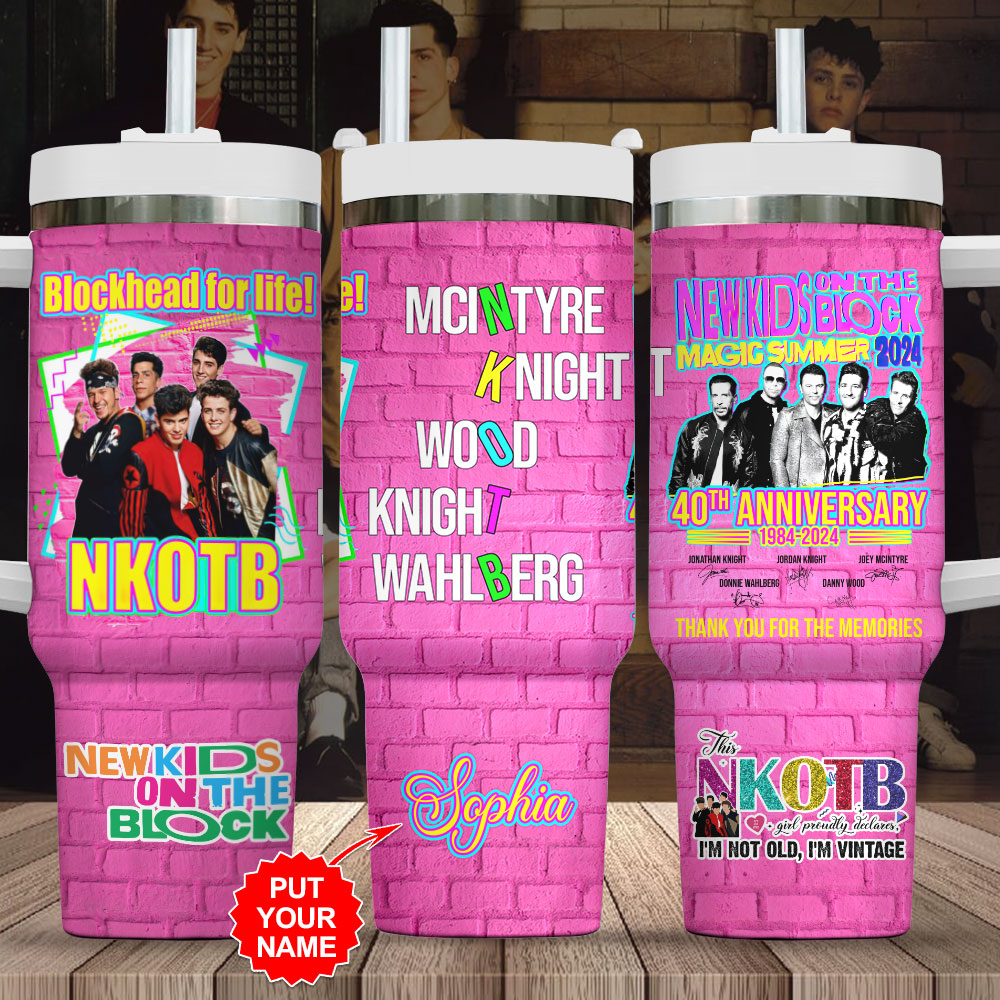 Blockhead for life!
NKOTB
NEW KIDS
ON THE
BLOCK
e!
MCINTYRE
KNIGHT
WOOD
KNIGHT
WAHLBERG
Sophia
PUT
YOUR
NAME
T
NEW KIDS ON THE
BLOCK
MAGIC SUMMER 2024
40TH ANNIVERSARY
1984-2024
JONATHAN KNIGHT JORDAN KNIGHT JOEY MCINTYRE
DONNIE WAHLBERG DANNY WOOD
THANK YOU FOR THE MEMORIES
This
NKOTB
girl proudly declares!
I'M NOT OLD, I'M VINTAGE